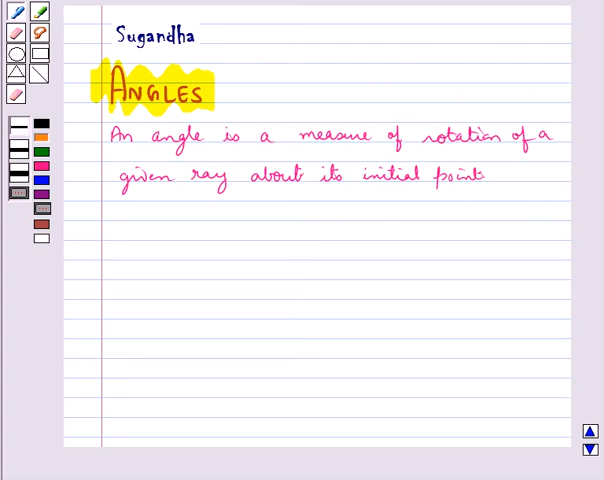 Sugandha
ANGLES
An angle is a measure of rotation of a
given ray about its initial point